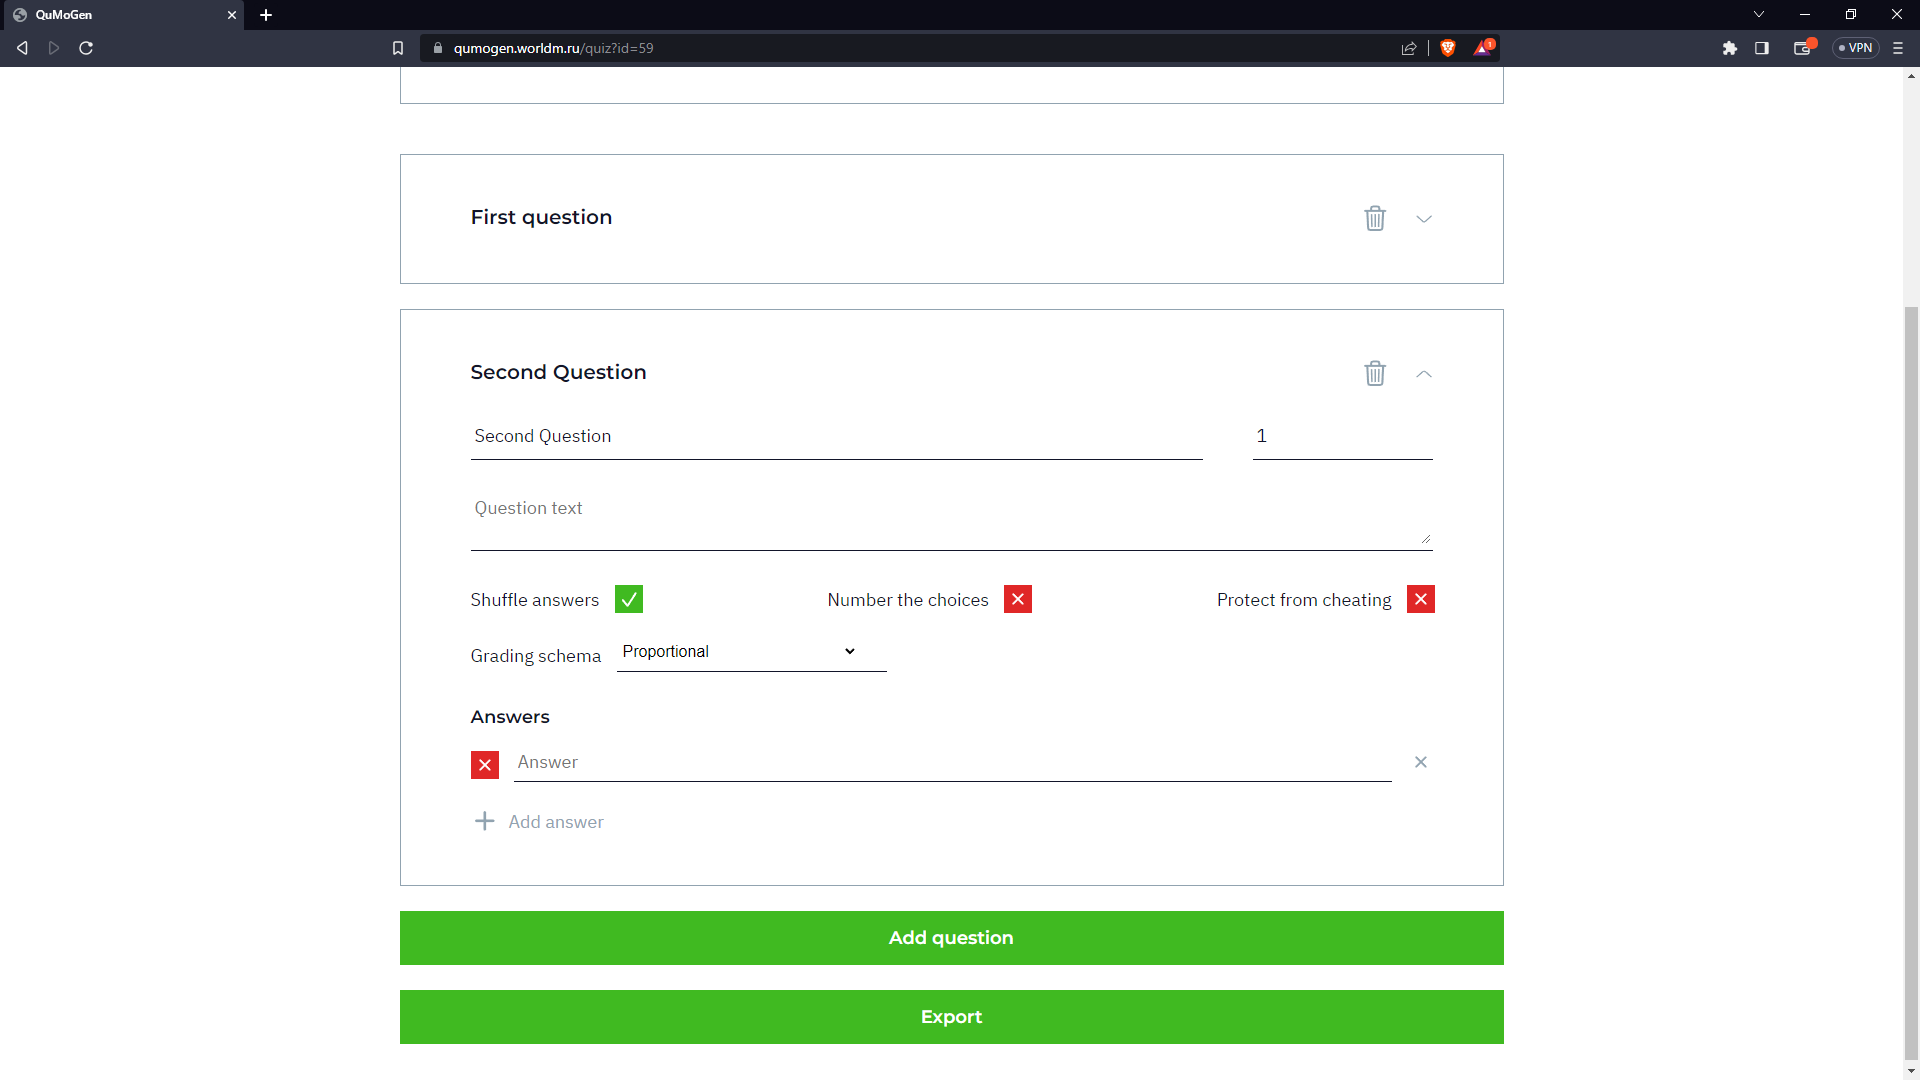 QuMoGen
qumogen.worldm.ru/quiz?id=59
1
VPN
First question
Second Question
Second Question
1
Question text
Shuffle answers
Number the choices
Protect from cheating
Grading schema
Proportional
Answers
Answer
Add answer
Add question
Export